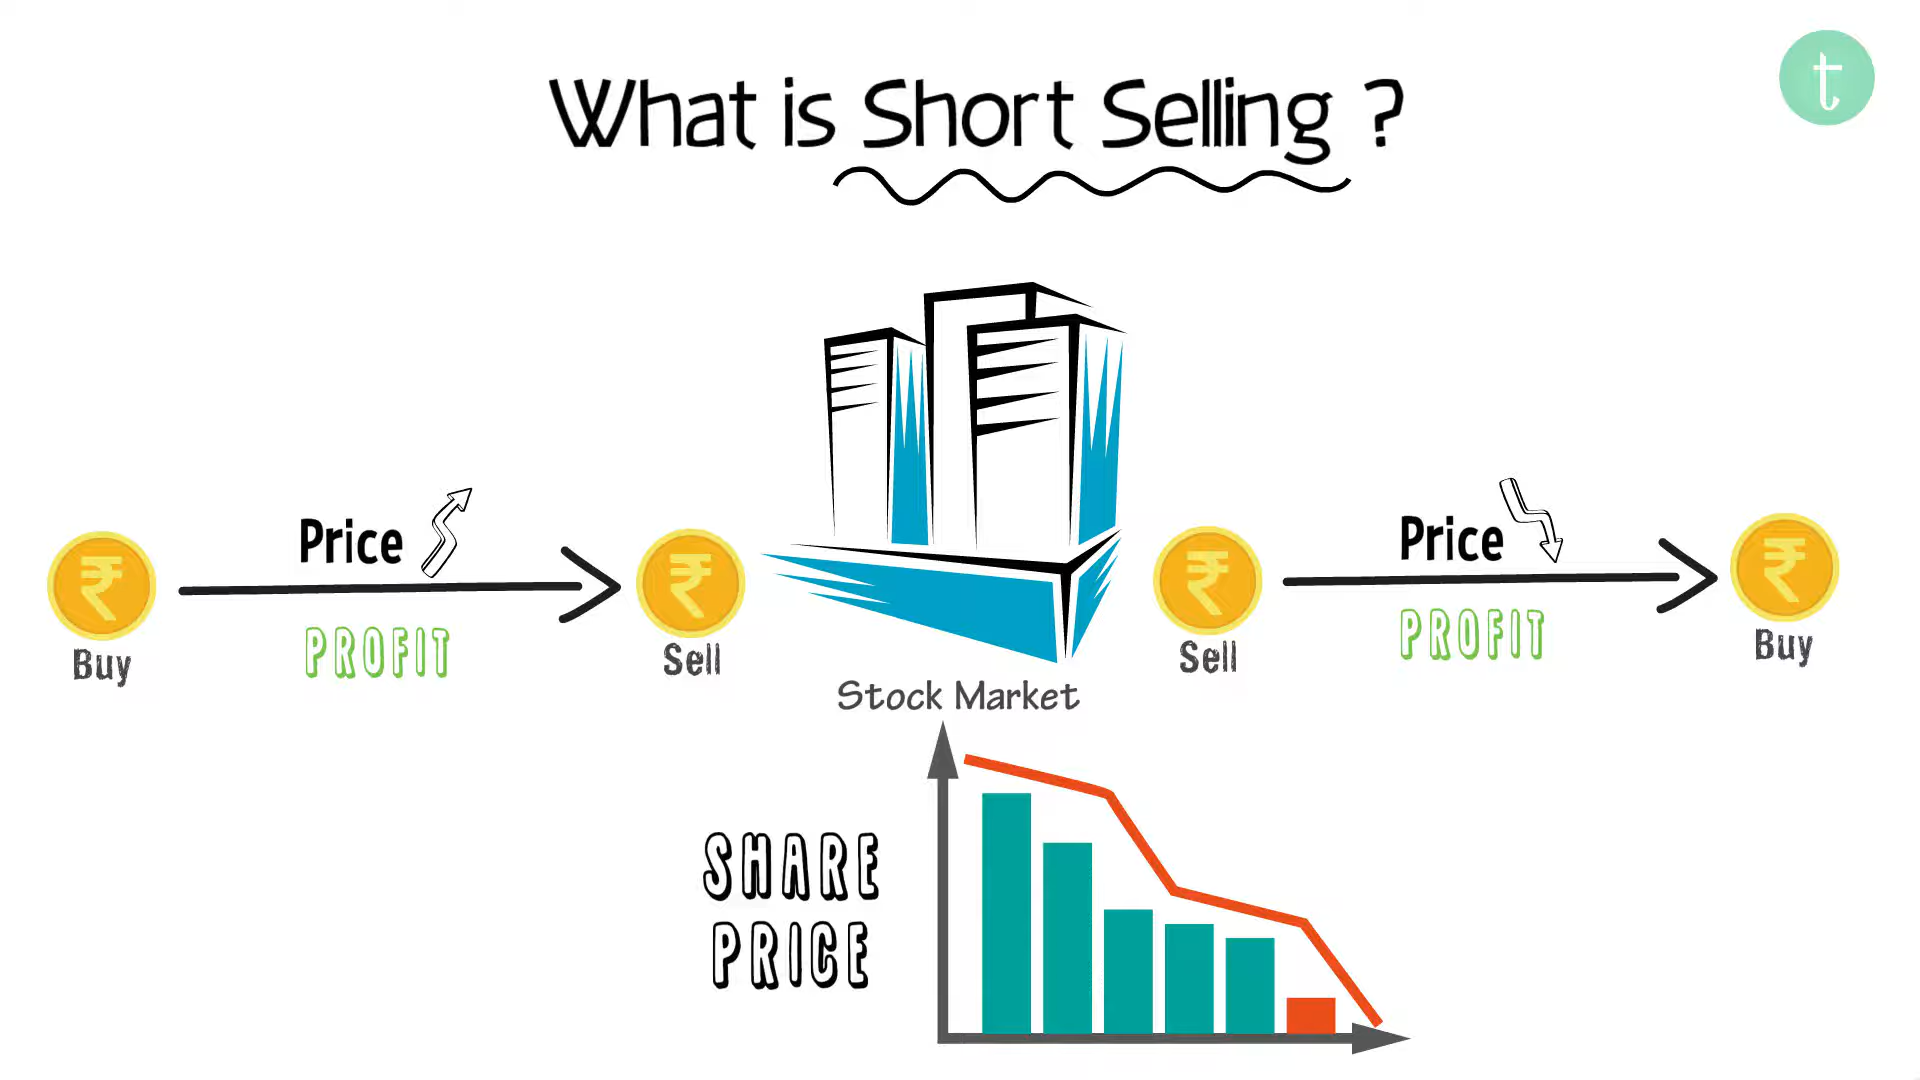 What is Short Selling ?
t
Price
PROFIT
Buy
Sell
Stock Market
Sell
Price
PROFIT
Buy
SHARE
PRICE